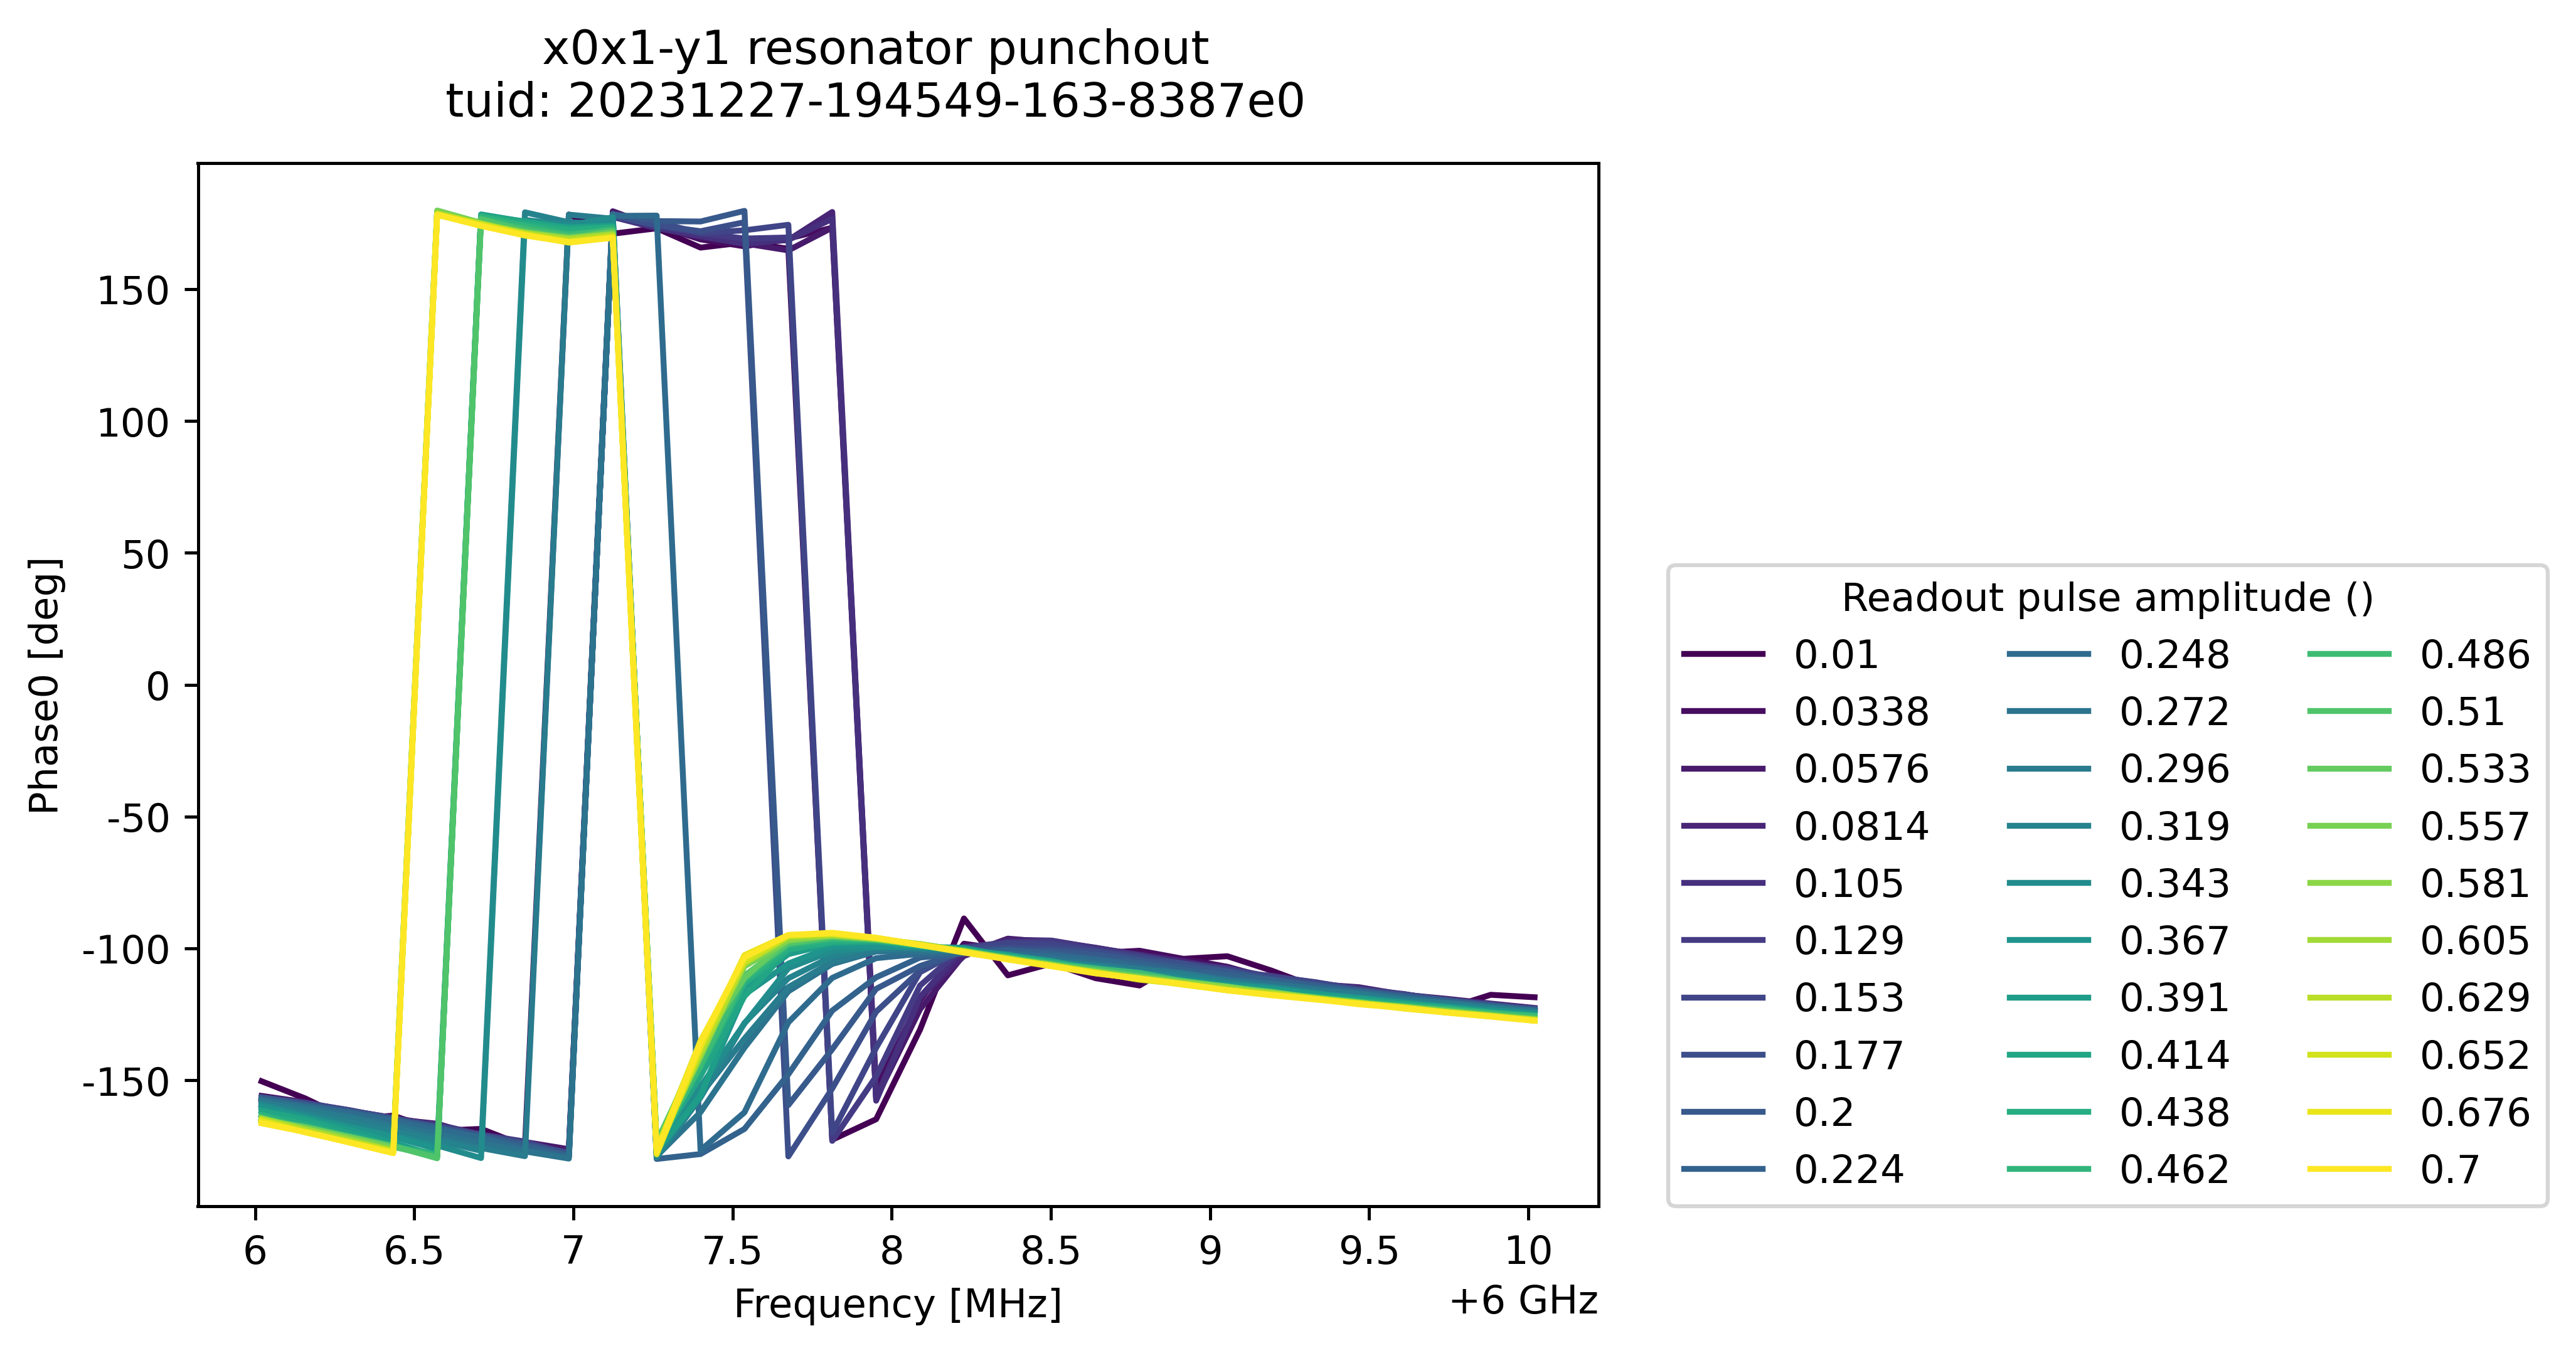 x0x1-y1 resonator punchout
tuid: 20231227-194549-163-8387e0
Phase0 [deg]
150
100
50
0
-50
-100
-150
6 6.5 7 7.5 8 8.5 9 9.5 10
Frequency [MHz]
+6 GHz
Readout pulse amplitude ()
0.01 0.248 0.486
0.0338 0.272 0.51
0.0576 0.296 0.533
0.0814 0.319 0.557
0.105 0.343 0.581
0.129 0.367 0.605
0.153 0.391 0.629
0.177 0.414 0.652
0.2 0.438 0.676
0.224 0.462 0.7